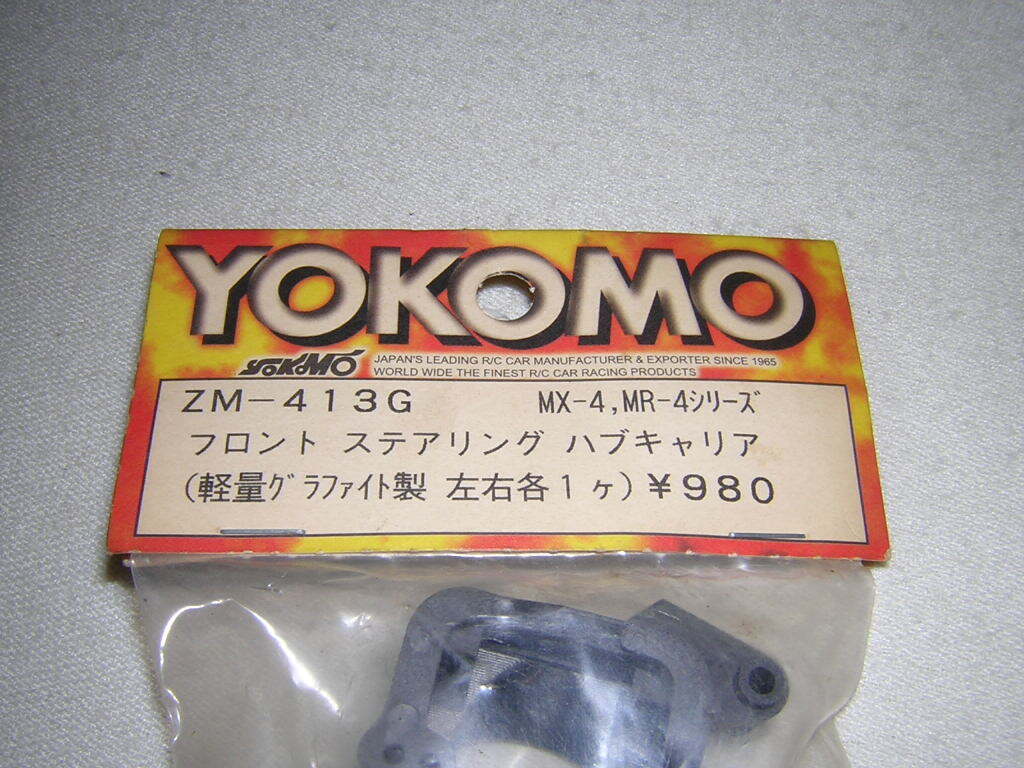 YOKOMO
YOKOMO JAPAN'S LEADING R/C CAR MANUFACTURER & EXPORTER SINCE 1965
WORLD WIDE THE FINEST R/C CAR RACING PRODUCTS
ZM-413G MX-4,MR-4シリーズ
フロント ステアリング ハブキャリア
(軽量グラファイト製 左右各1ヶ)¥980